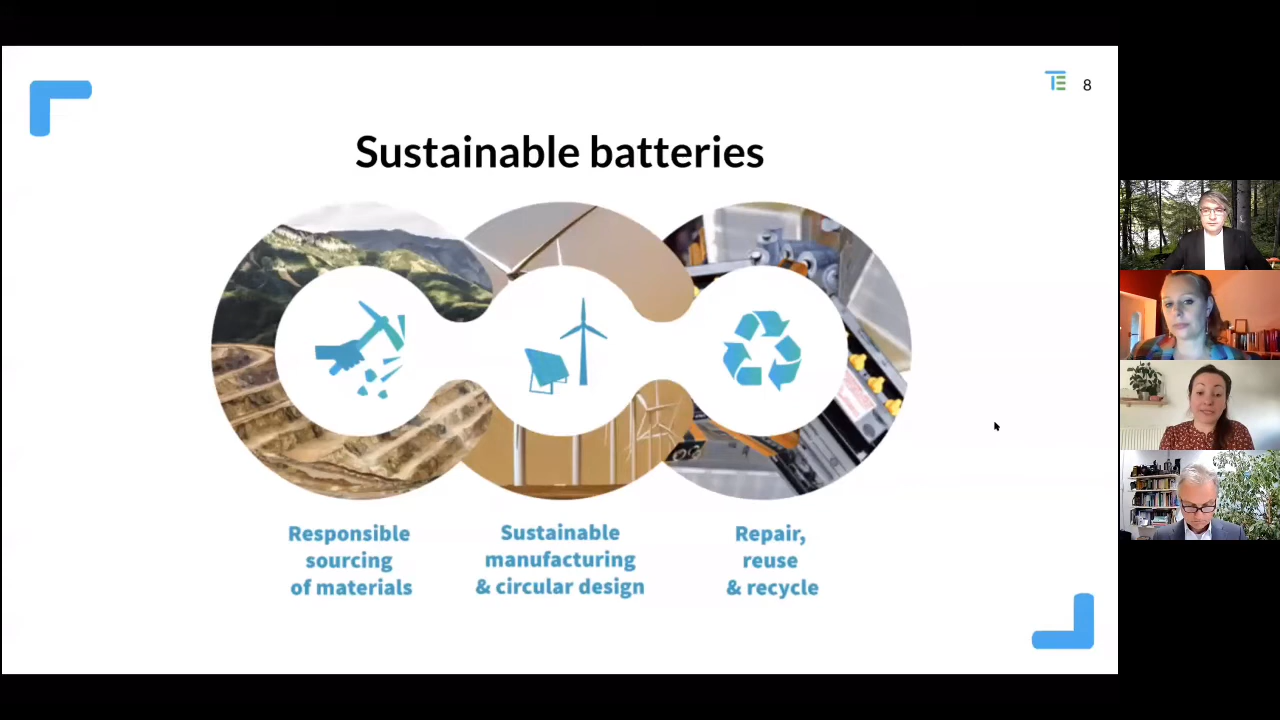 8
Sustainable batteries
Responsible
sourcing
of materials
Sustainable
manufacturing
& circular design
Repair,
reuse
& recycle